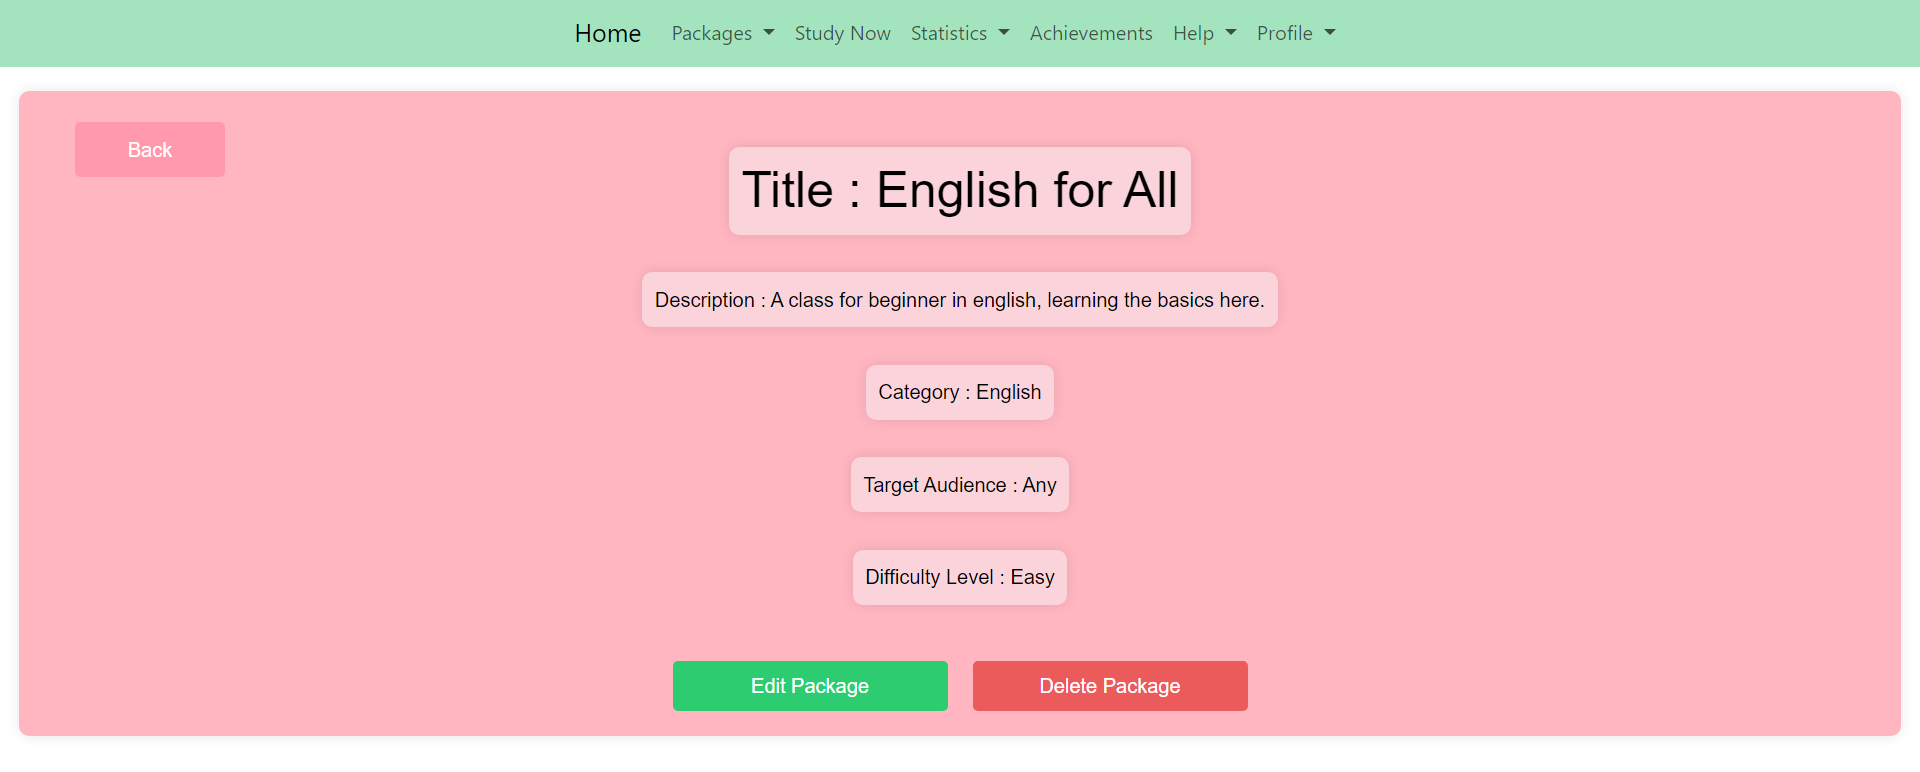 Home Packages Study Now Statistics Achievements Help Profile
Back
Title : English for All
Description : A class for beginner in english, learning the basics here.
Category : English
Target Audience : Any
Difficulty Level : Easy
Edit Package Delete Package